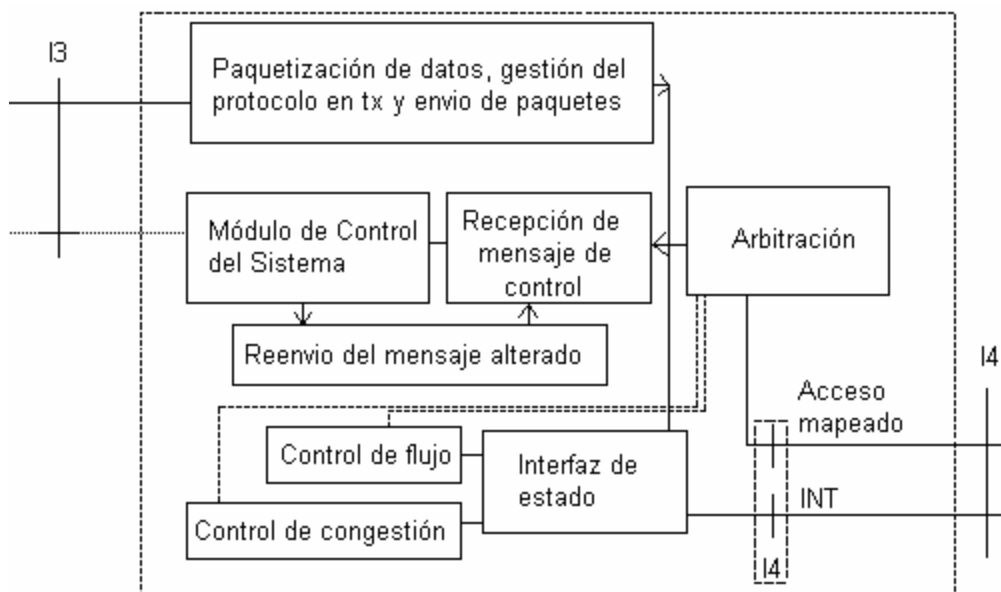 I3
Paquetización de datos, gestión del
protocolo en tx y envio de paquetes
Módulo de Control
del Sistema
Recepción de
mensaje de
control
Arbitración
Reenvio del mensaje alterado
I4
Acceso
mapeado
Control de flujo
Interfaz de
estado
INT
Control de congestión
I4